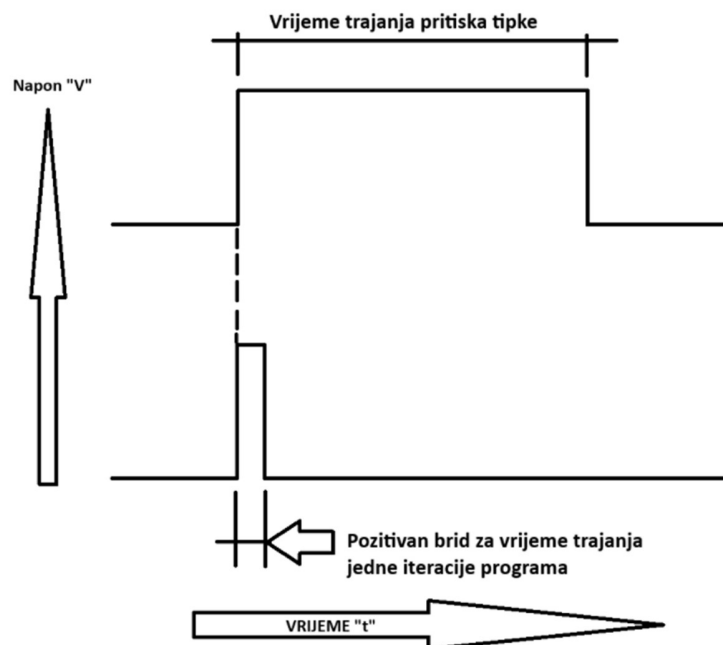 Vrijeme trajanja pritiska tipke
Napon "V"
Pozitivan brid za vrijeme trajanja
jedne iteracije programa
VRIJEME "t"